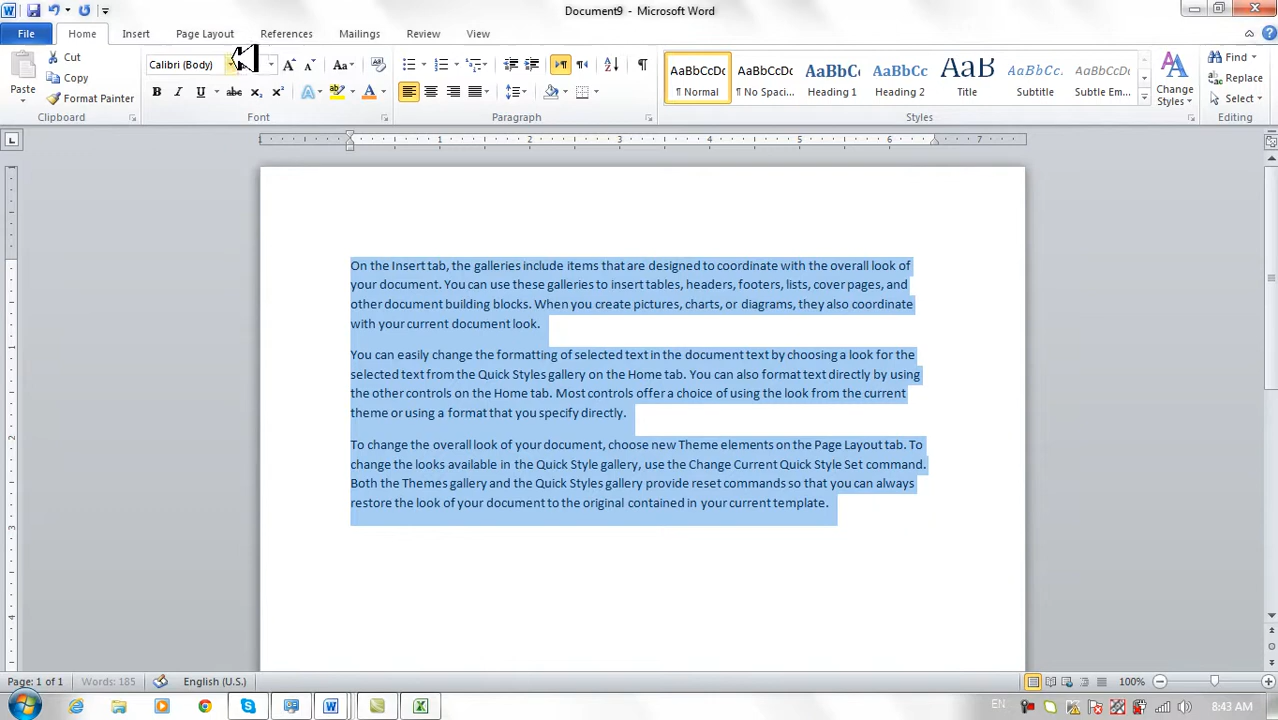 Document9 - Microsoft Word
File Home Insert Page Layout References Mailings Review View
Cut
Copy
Format Painter
Paste
Clipboard
Calibri (Body)
Font
Paragraph
AaBbCcDc AaBbCcDc AaBbC AaBbCc AaB AaBbCc. AaBbCcDc
¶ Normal ¶ No Spaci... Heading 1 Heading 2 Title Subtitle Subtle Em...
Change
Styles
Styles
Find
Replace
Select
Editing
1 1 2 3 4 5 6 7
On the Insert tab, the galleries include items that are designed to coordinate with the overall look of
your document. You can use these galleries to insert tables, headers, footers, lists, cover pages, and
other document building blocks. When you create pictures, charts, or diagrams, they also coordinate
with your current document look.
You can easily change the formatting of selected text in the document text by choosing a look for the
selected text from the Quick Styles gallery on the Home tab. You can also format text directly by using
the other controls on the Home tab. Most controls offer a choice of using the look from the current
theme or using a format that you specify directly.
To change the overall look of your document, choose new Theme elements on the Page Layout tab. To
change the looks available in the Quick Style gallery, use the Change Current Quick Style Set command.
Both the Themes gallery and the Quick Styles gallery provide reset commands so that you can always
restore the look of your document to the original contained in your current template.
Page: 1 of 1 Words: 185 English (U.S.) 100%
EN 8:43 AM